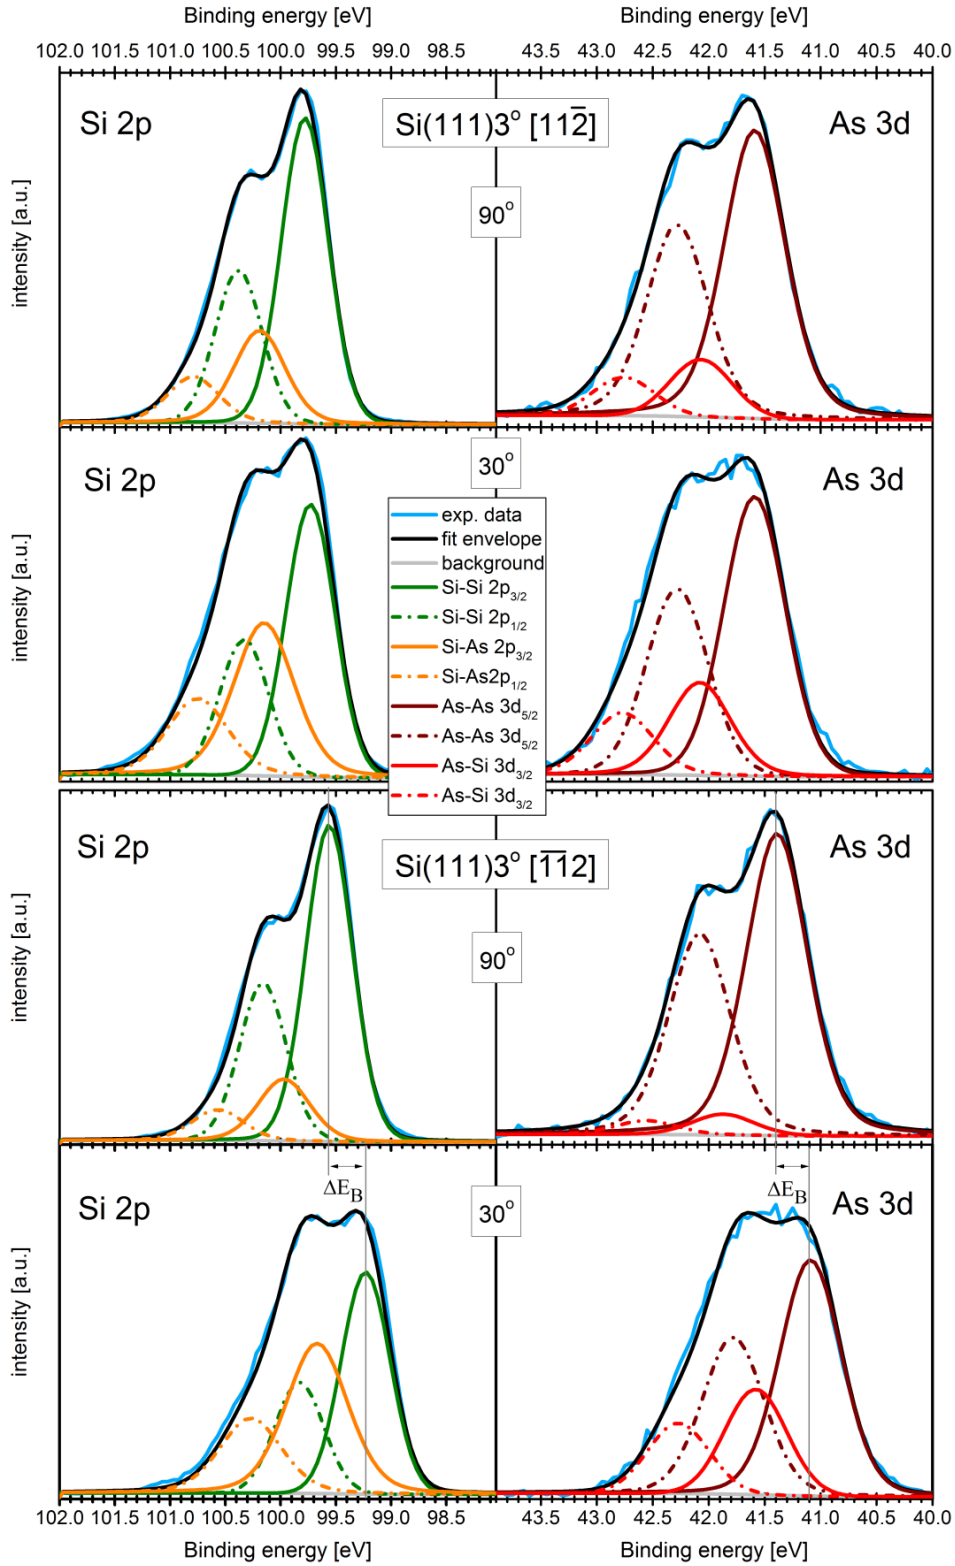 Binding energy [eV] Binding energy [eV]
102.0 101.5 101.0 100.5 100.0 99.5 99.0 98.5 43.5 43.0 42.5 42.0 41.5 41.0 40.5 40.0
Si 2p Si(111)3° [112̅] As 3d
90°
intensity [a.u.]
Si 2p 30° As 3d
intensity [a.u.]
exp. data
fit envelope
background
Si-Si 2p3/2
Si-Si 2p1/2
Si-As 2p3/2
Si-As2p1/2
As-As 3d5/2
As-As 3d5/2
As-Si 3d3/2
As-Si 3d3/2
Si 2p Si(111)3° [1̅1̅2] As 3d
90°
intensity [a.u.]
ΔEB ΔEB
Si 2p 30° As 3d
intensity [a.u.]
102.0 101.5 101.0 100.5 100.0 99.5 99.0 98.5 43.5 43.0 42.5 42.0 41.5 41.0 40.5 40.0
Binding energy [eV] Binding energy [eV]